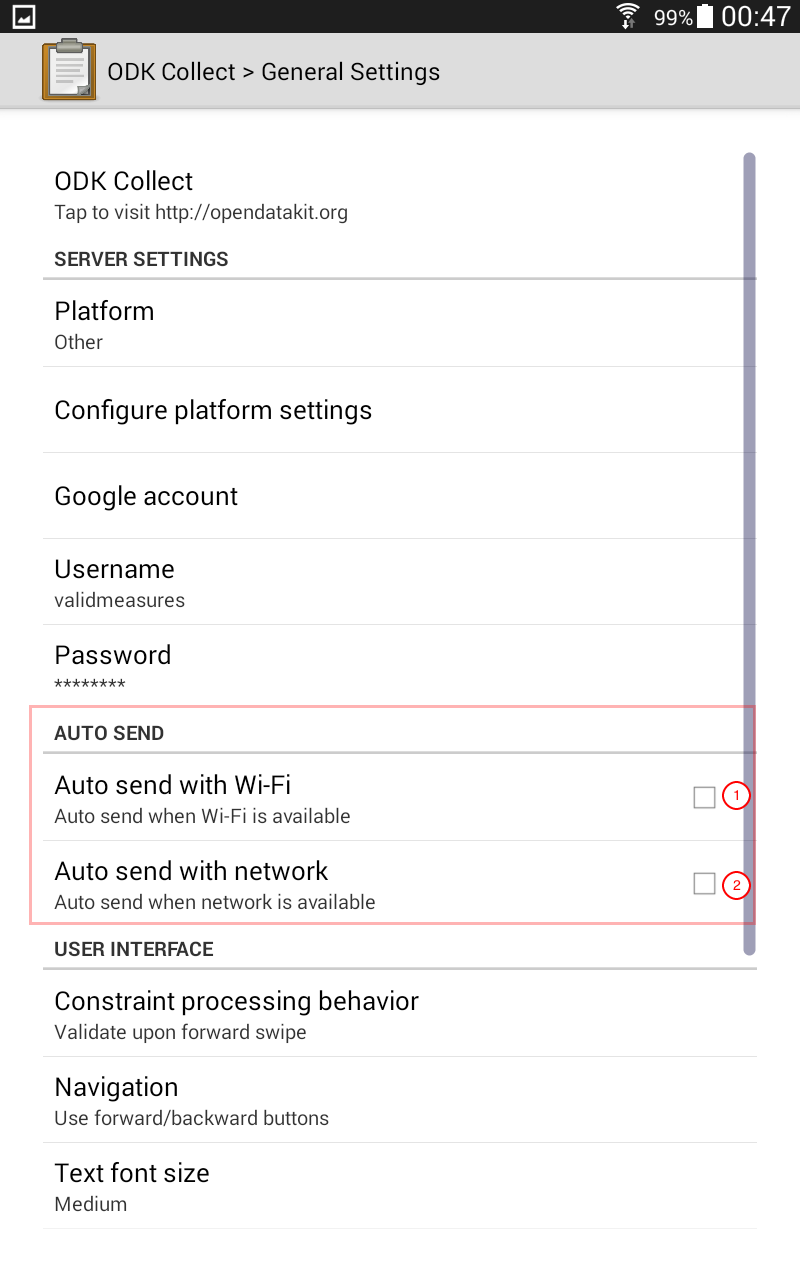 99% 00:47
ODK Collect > General Settings
ODK Collect
Tap to visit http://opendatakit.org
SERVER SETTINGS
Platform
Other
Configure platform settings
Google account
Username
validmeasures
Password
********
AUTO SEND
Auto send with Wi-Fi
Auto send when Wi-Fi is available
1
Auto send with network
Auto send when network is available
2
USER INTERFACE
Constraint processing behavior
Validate upon forward swipe
Navigation
Use forward/backward buttons
Text font size
Medium